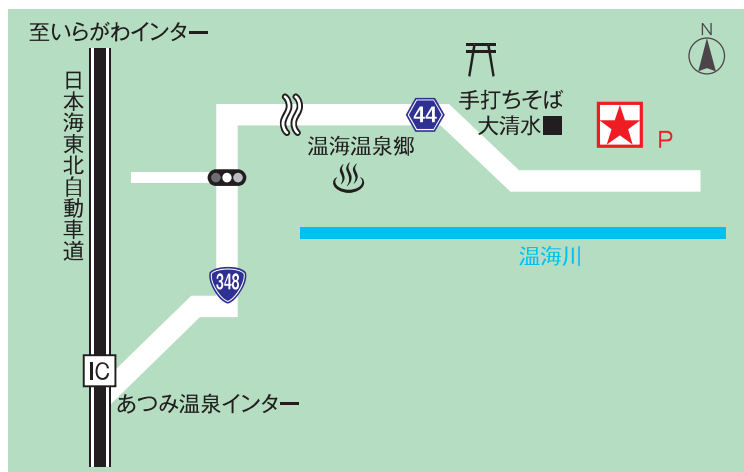 至いらがわインター
N
日本海東北自動車道
手打ちそば
大清水
44
P
温海温泉郷
温海川
348
IC
あつみ温泉インター